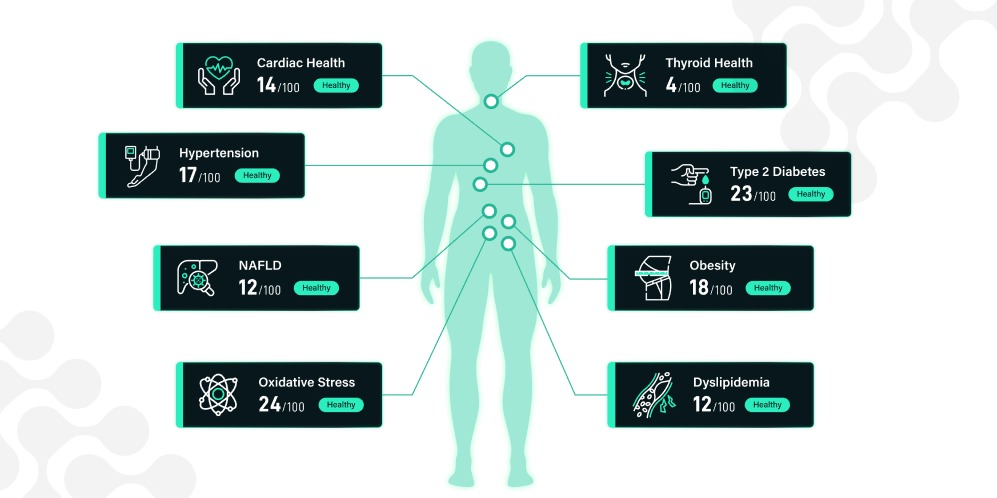 Cardiac Health
14/100 Healthy
Thyroid Health
4/100 Healthy
Hypertension
17/100 Healthy
Type 2 Diabetes
23/100 Healthy
NAFLD
12/100 Healthy
Obesity
18/100 Healthy
Oxidative Stress
24/100 Healthy
Dyslipidemia
12/100 Healthy